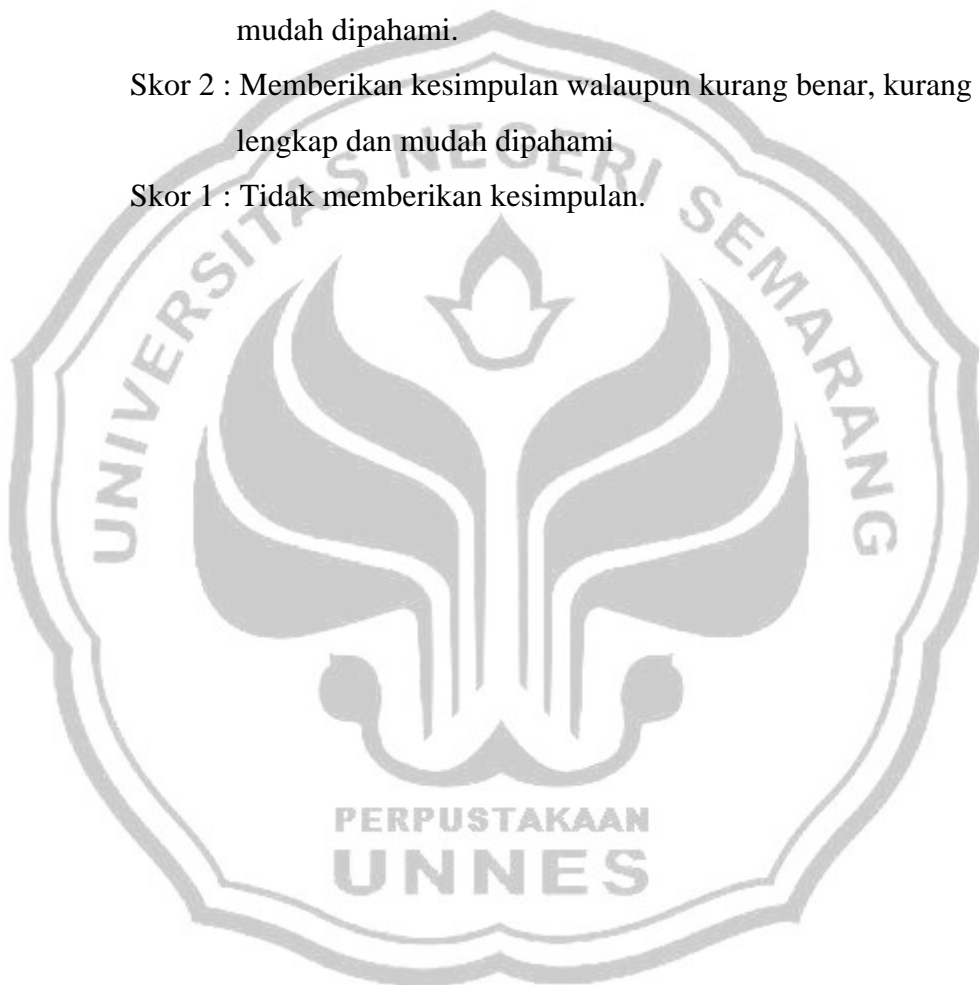 mudah dipahami.
Skor 2 : Memberikan kesimpulan walaupun kurang benar, kurang
lengkap dan mudah dipahami
Skor 1 : Tidak memberikan kesimpulan.
UNIVERSITAS NEGERI SEMARANG
PERPUSTAKAAN
UNNES